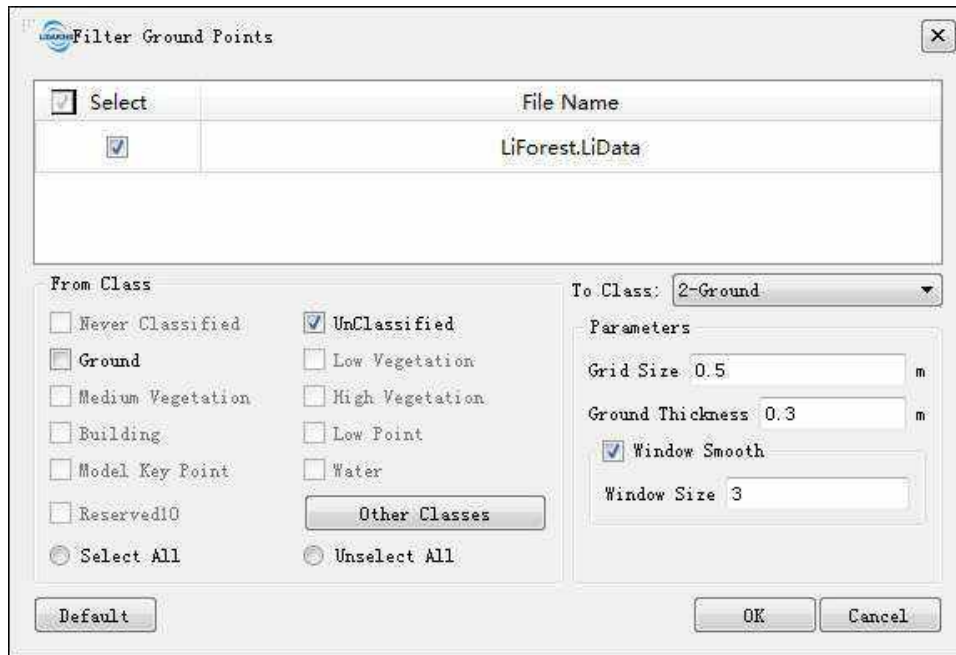 Filter Ground Points
Select File Name
LiForest.LiData
From Class
Never Classified UnClassified
Ground Low Vegetation
Medium Vegetation High Vegetation
Building Low Point
Model Key Point Water
Reserved10 Other Classes
Select All Unselect All
To Class: 2-Ground
Parameters
Grid Size 0.5 m
Ground Thickness 0.3 m
Window Smooth
Window Size 3
Default OK Cancel